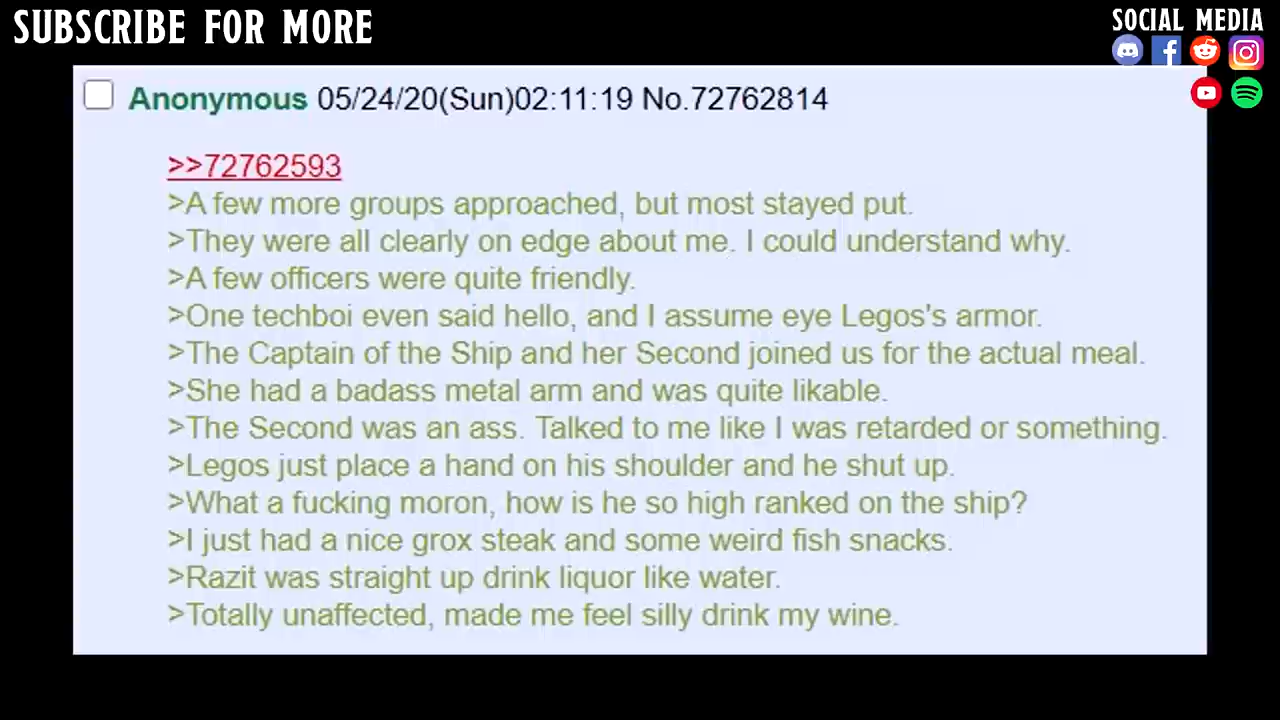 SUBSCRIBE FOR MORE
SOCIAL MEDIA
Anonymous 05/24/20(Sun)02:11:19 No.72762814
>>72762593
>A few more groups approached, but most stayed put.
>They were all clearly on edge about me. I could understand why.
>A few officers were quite friendly.
>One techboi even said hello, and I assume eye Legos's armor.
>The Captain of the Ship and her Second joined us for the actual meal.
>She had a badass metal arm and was quite likable.
>The Second was an ass. Talked to me like I was retarded or something.
>Legos just place a hand on his shoulder and he shut up.
>What a fucking moron, how is he so high ranked on the ship?
>I just had a nice grox steak and some weird fish snacks.
>Razit was straight up drink liquor like water.
>Totally unaffected, made me feel silly drink my wine.